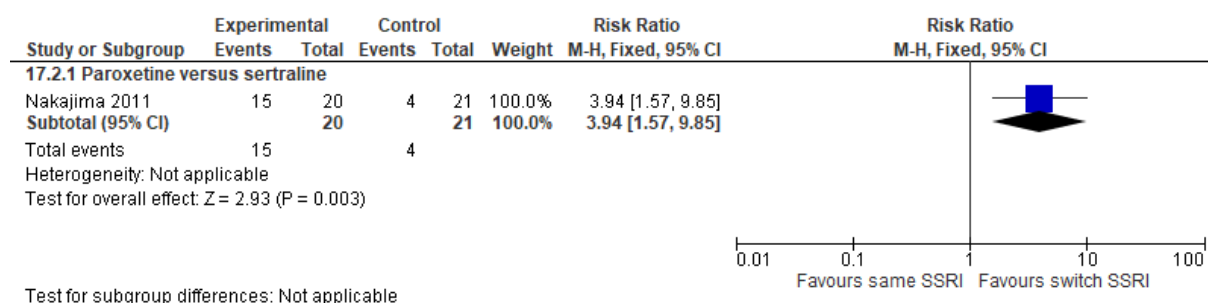 Experimental Control Risk Ratio Risk Ratio
Study or Subgroup Events Total Events Total Weight M-H, Fixed, 95% CI M-H, Fixed, 95% CI
17.2.1 Paroxetine versus sertraline
Nakajima 2011 15 20 4 21 100.0% 3.94 [1.57, 9.85]
Subtotal (95% CI) 20 21 100.0% 3.94 [1.57, 9.85]
Total events 15 4
Heterogeneity: Not applicable
Test for overall effect: Z = 2.93 (P = 0.003)
0.01 0.1 1 10 100
Favours same SSRI Favours switch SSRI
Test for subgroup differences: Not applicable